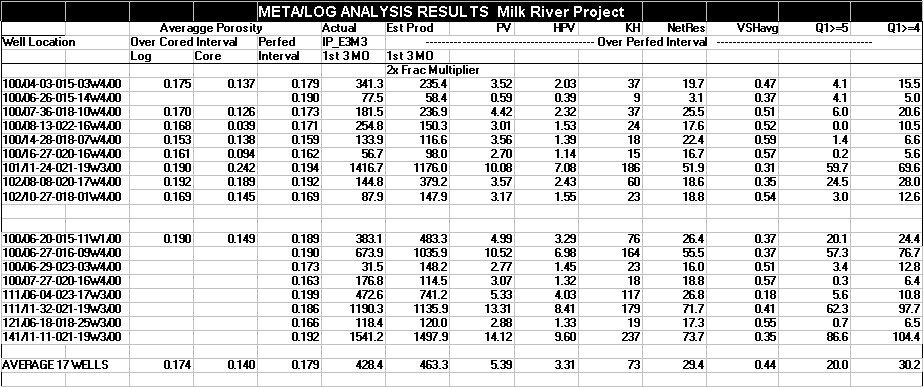 META/LOG ANALYSIS RESULTS Milk River Project
Averagge Porosity Actual Est Prod PV HPV KH NetRes VSHavg Q1>=5 Q1>=4
Well Location Over Cored Interval Perfed IP_E3M3 Over Perfed Interval
Log Core Interval 1st 3 MO 1st 3 MO
2x Frac Multiplier
100/04-03-015-03W4/00 0.175 0.137 0.179 341.3 235.4 3.52 2.03 37 19.7 0.47 4.1 15.5
100/06-26-015-14W4/00 0.190 77.5 58.4 0.59 0.39 9 3.1 0.37 4.1 5.0
100/07-36-018-10W4/00 0.170 0.126 0.173 181.5 236.9 4.42 2.32 37 25.5 0.51 6.0 20.6
100/08-13-022-16W4/00 0.168 0.039 0.171 254.8 150.3 3.01 1.53 24 17.6 0.52 0.0 10.5
100/14-28-018-07W4/00 0.153 0.138 0.159 133.9 116.6 3.56 1.39 18 22.4 0.59 1.4 6.6
100/16-27-020-16W4/00 0.161 0.094 0.162 56.7 98.0 2.70 1.14 15 16.7 0.57 0.2 5.6
101/11-24-021-19W3/00 0.190 0.242 0.194 1416.7 1176.0 10.08 7.08 186 51.9 0.31 59.7 69.6
102/08-08-020-17W4/00 0.192 0.189 0.192 144.8 379.2 3.57 2.43 60 18.6 0.35 24.5 28.0
102/10-27-018-01W4/00 0.169 0.145 0.169 87.9 147.9 3.17 1.55 23 18.8 0.54 3.0 12.6
100/06-20-015-11W1/00 0.190 0.149 0.189 383.1 483.3 4.99 3.29 76 26.4 0.37 20.1 24.4
100/06-27-016-09W4/00 0.190 673.9 1035.9 10.52 6.98 164 55.5 0.37 57.3 76.7
100/06-29-023-03W4/00 0.173 31.5 148.2 2.77 1.45 23 16.0 0.51 3.4 12.8
100/07-27-020-16W4/00 0.163 176.8 114.5 3.07 1.32 18 18.8 0.57 0.3 6.4
111/06-04-023-17W3/00 0.199 472.6 741.2 5.33 4.03 117 26.8 0.18 5.6 10.8
111/11-32-021-19W3/00 0.186 1190.3 1135.9 13.31 8.41 179 71.7 0.41 62.3 97.7
121/06-18-018-25W3/00 0.166 118.4 120.0 2.88 1.33 19 17.3 0.55 0.7 6.5
141/11-11-021-19W3/00 0.192 1541.2 1497.9 14.12 9.60 237 73.7 0.35 86.6 104.4
AVERAGE 17 WELLS 0.174 0.140 0.179 428.4 463.3 5.39 3.31 73 29.4 0.44 20.0 30.2